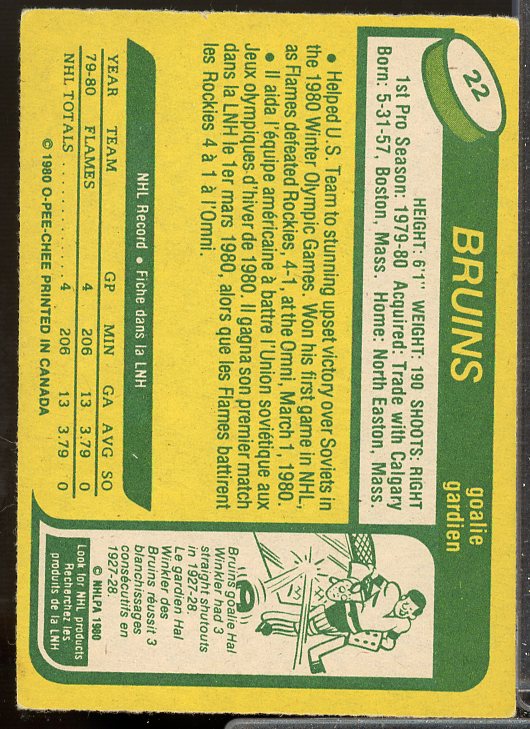 22
BRUINS
goalie
gardien
HEIGHT: 6'1" WEIGHT: 190 SHOOTS: RIGHT
1st Pro Season: 1979-80 Acquired: Trade with Calgary
Born: 5-31-57, Boston, Mass. Home: North Easton, Mass.
• Helped U.S. Team to stunning upset victory over Soviets in
the 1980 Winter Olympic Games. Won his first game in NHL,
as Flames defeated Rockies, 4-1, at the Omni, March 1, 1980.
• Il aida l'équipe américaine à battre l'Union soviétique aux
Jeux olympiques d'hiver de 1980. Il gagna son premier match
dans la LNH le 1er mars 1980, alors que les Flames battirent
les Rockies 4 à 1 à l'Omni.
NHL Record • Fiche dans la LNH
YEAR TEAM GP MIN GA AVG SO
79-80 FLAMES 4 206 13 3.79 0
NHL TOTALS . . . . . . . . . 4 206 13 3.79 0
© 1980 O-PEE-CHEE PRINTED IN CANADA
Bruins goalie Hal
Winkler had 3
straight shutouts
in 1927-28.
Le gardien Hal
Winkler des
Bruins réussit 3
blanchissages
consécutifs en
1927-28.
© NHLPA 1980
Look for NHL products
Recherchez les
produits de la LNH